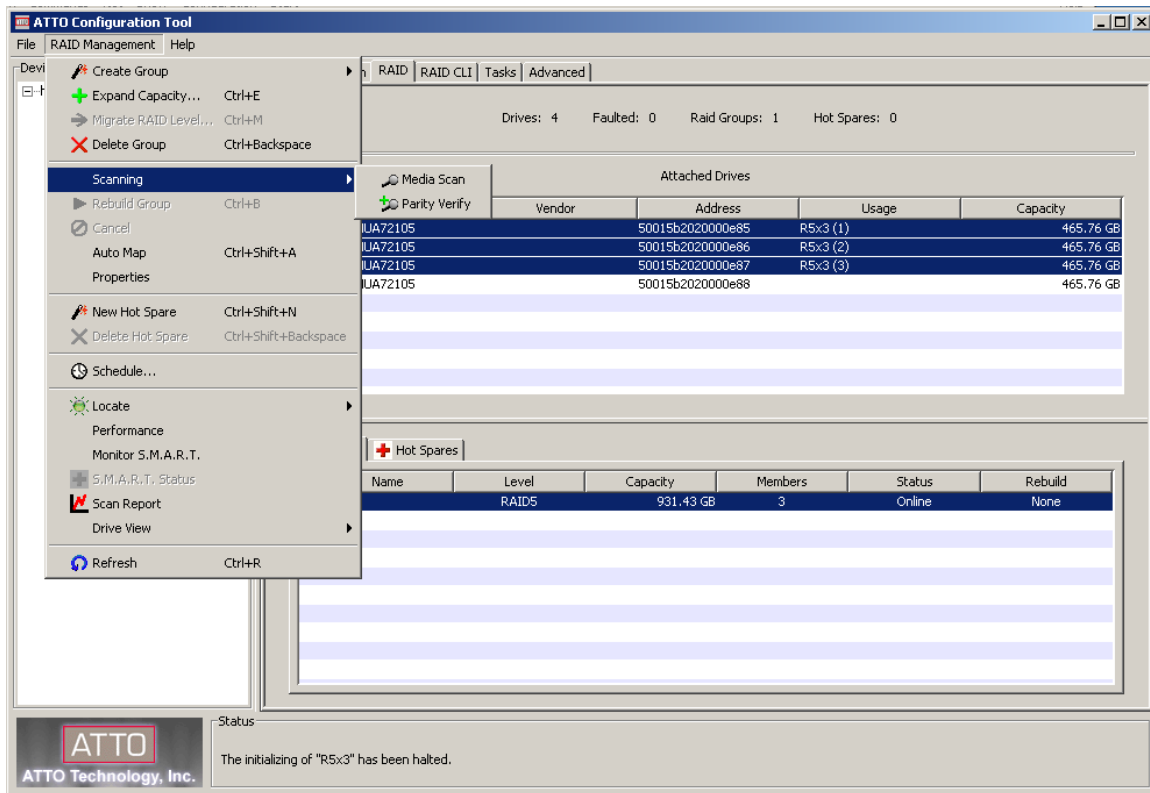 ATTO Configuration Tool
File RAID Management Help
Create Group
Expand Capacity... Ctrl+E
Migrate RAID Level... Ctrl+M
Delete Group Ctrl+Backspace
Scanning
Rebuild Group Ctrl+B
Cancel
Auto Map Ctrl+Shift+A
Properties
New Hot Spare Ctrl+Shift+N
Delete Hot Spare Ctrl+Shift+Backspace
Schedule...
Locate
Performance
Monitor S.M.A.R.T.
S.M.A.R.T. Status
Scan Report
Drive View
Refresh Ctrl+R
Media Scan
Parity Verify
Devi
RAID RAID CLI Tasks Advanced
Drives: 4 Faulted: 0 Raid Groups: 1 Hot Spares: 0
Attached Drives
Vendor Address Usage Capacity
UA72105 50015b2020000e85 R5x3 (1) 465.76 GB
UA72105 50015b2020000e86 R5x3 (2) 465.76 GB
UA72105 50015b2020000e87 R5x3 (3) 465.76 GB
UA72105 50015b2020000e88 465.76 GB
Hot Spares
Name Level Capacity Members Status Rebuild
RAID5 931.43 GB 3 Online None
ATTO
ATTO Technology, Inc.
Status
The initializing of "R5x3" has been halted.